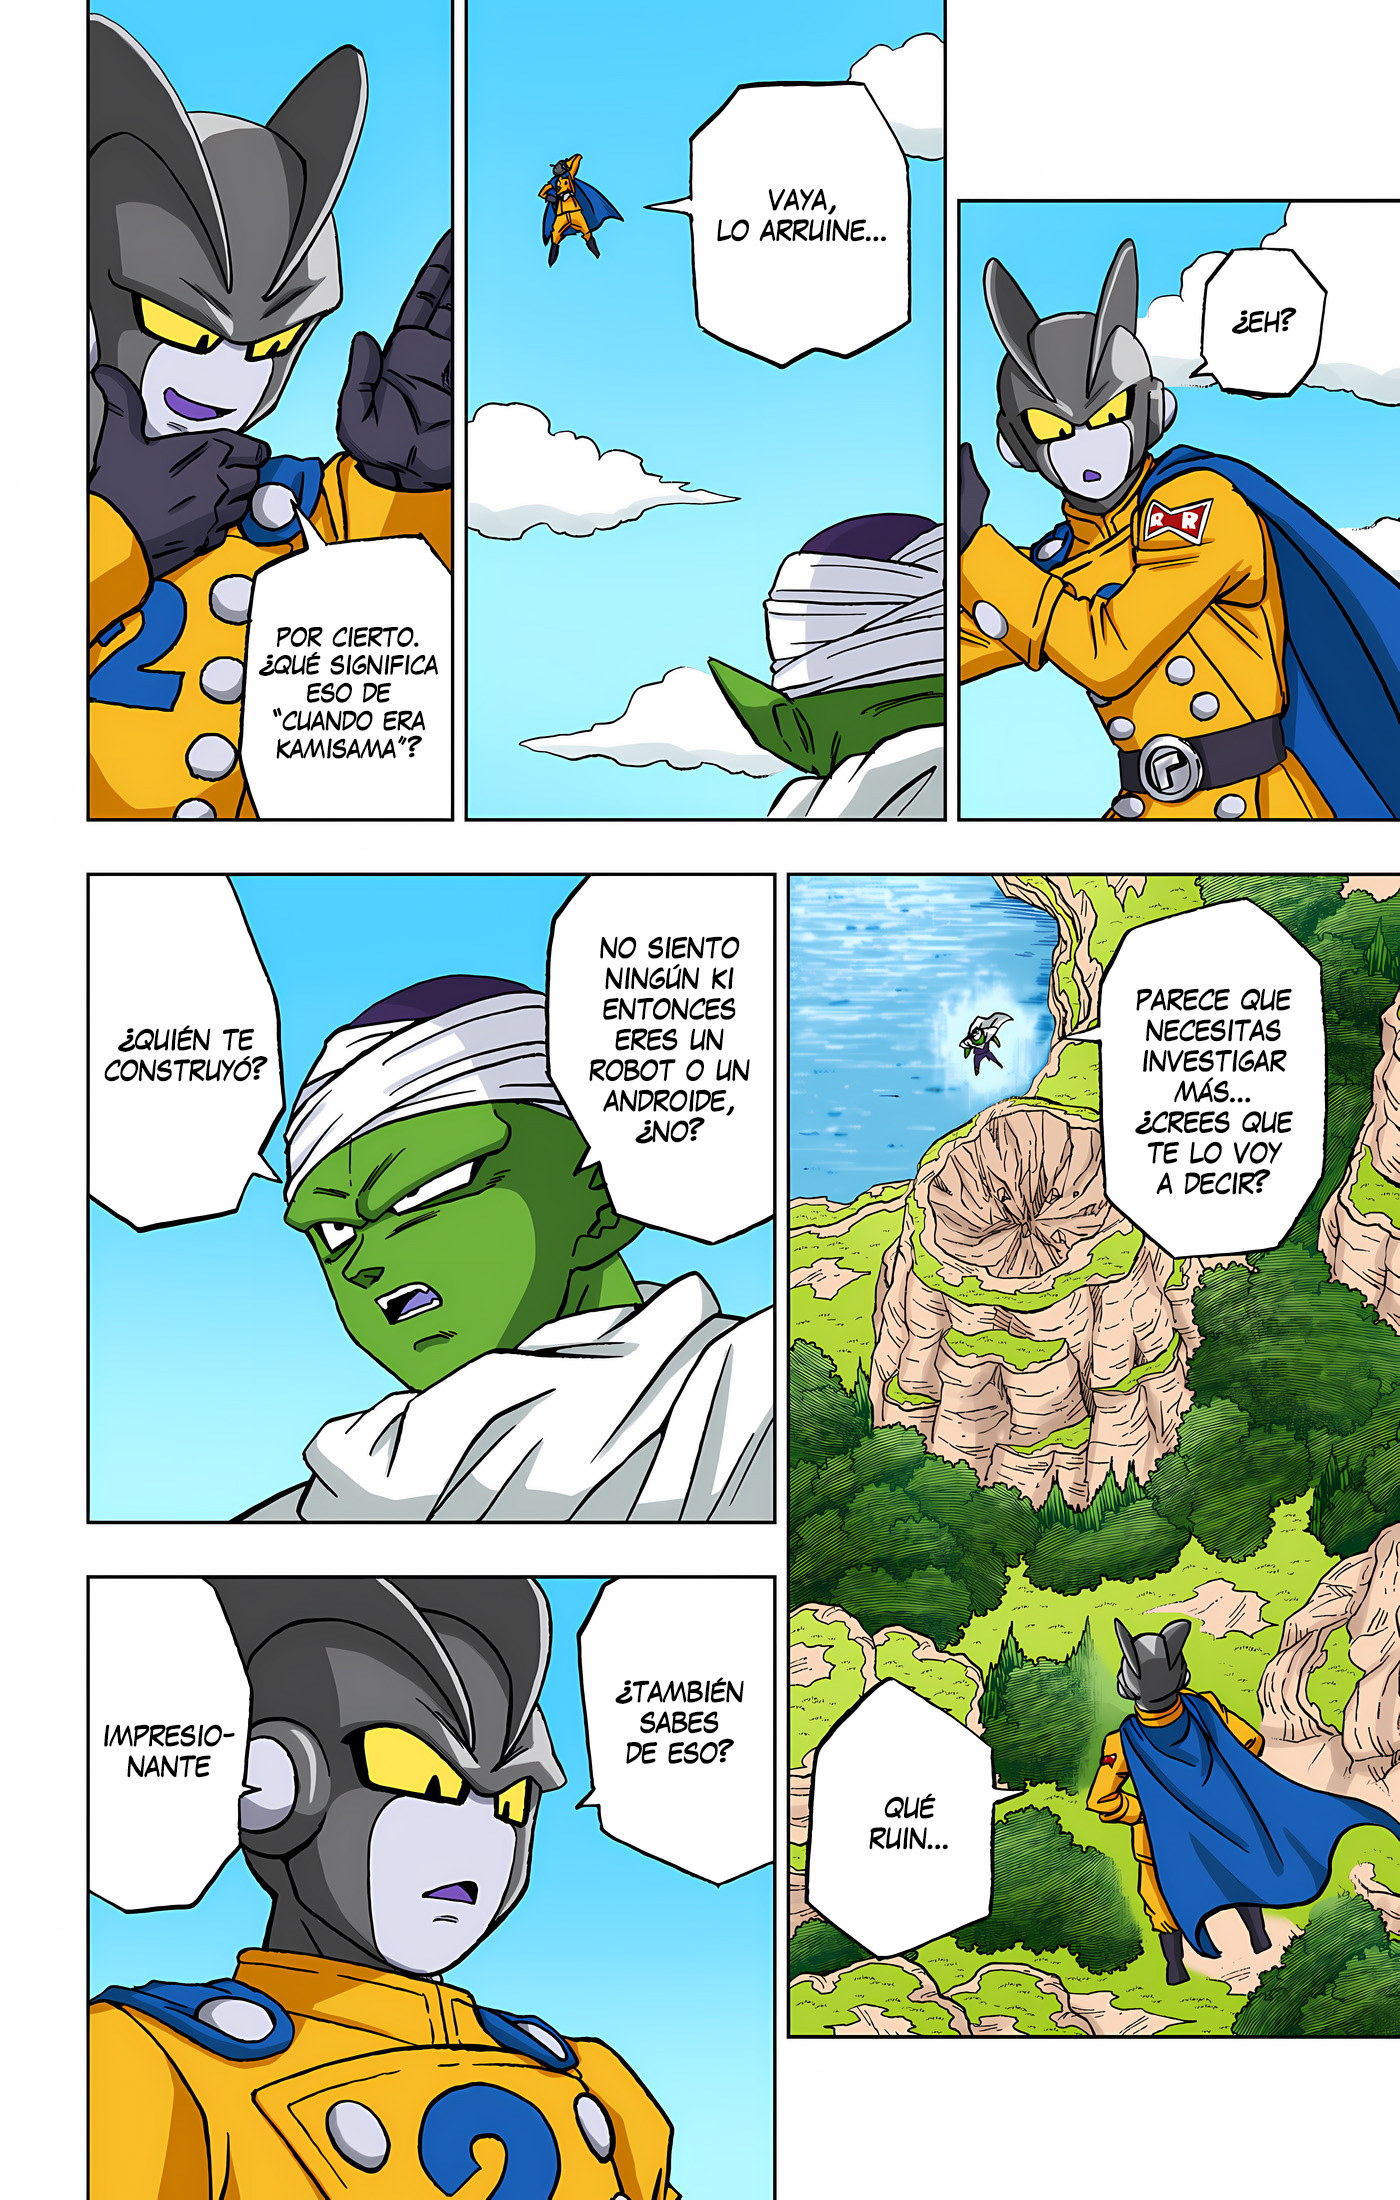 ¿EH?
VAYA,
LO ARRUINE...
POR CIERTO.
¿QUÉ SIGNIFICA
ESO DE
"CUANDO ERA
KAMISAMA"?
R R
2
PARECE QUE
NECESITAS
INVESTIGAR
MÁS...
¿CREES QUE
TE LO VOY
A DECIR?
QUÉ
RUIN...
NO SIENTO
NINGÚN KI
ENTONCES
ERES UN
ROBOT O UN
ANDROIDE,
¿NO?
¿QUIÉN TE
CONSTRUYÓ?
¿TAMBIÉN
SABES
DE ESO?
IMPRESIO-
NANTE
2